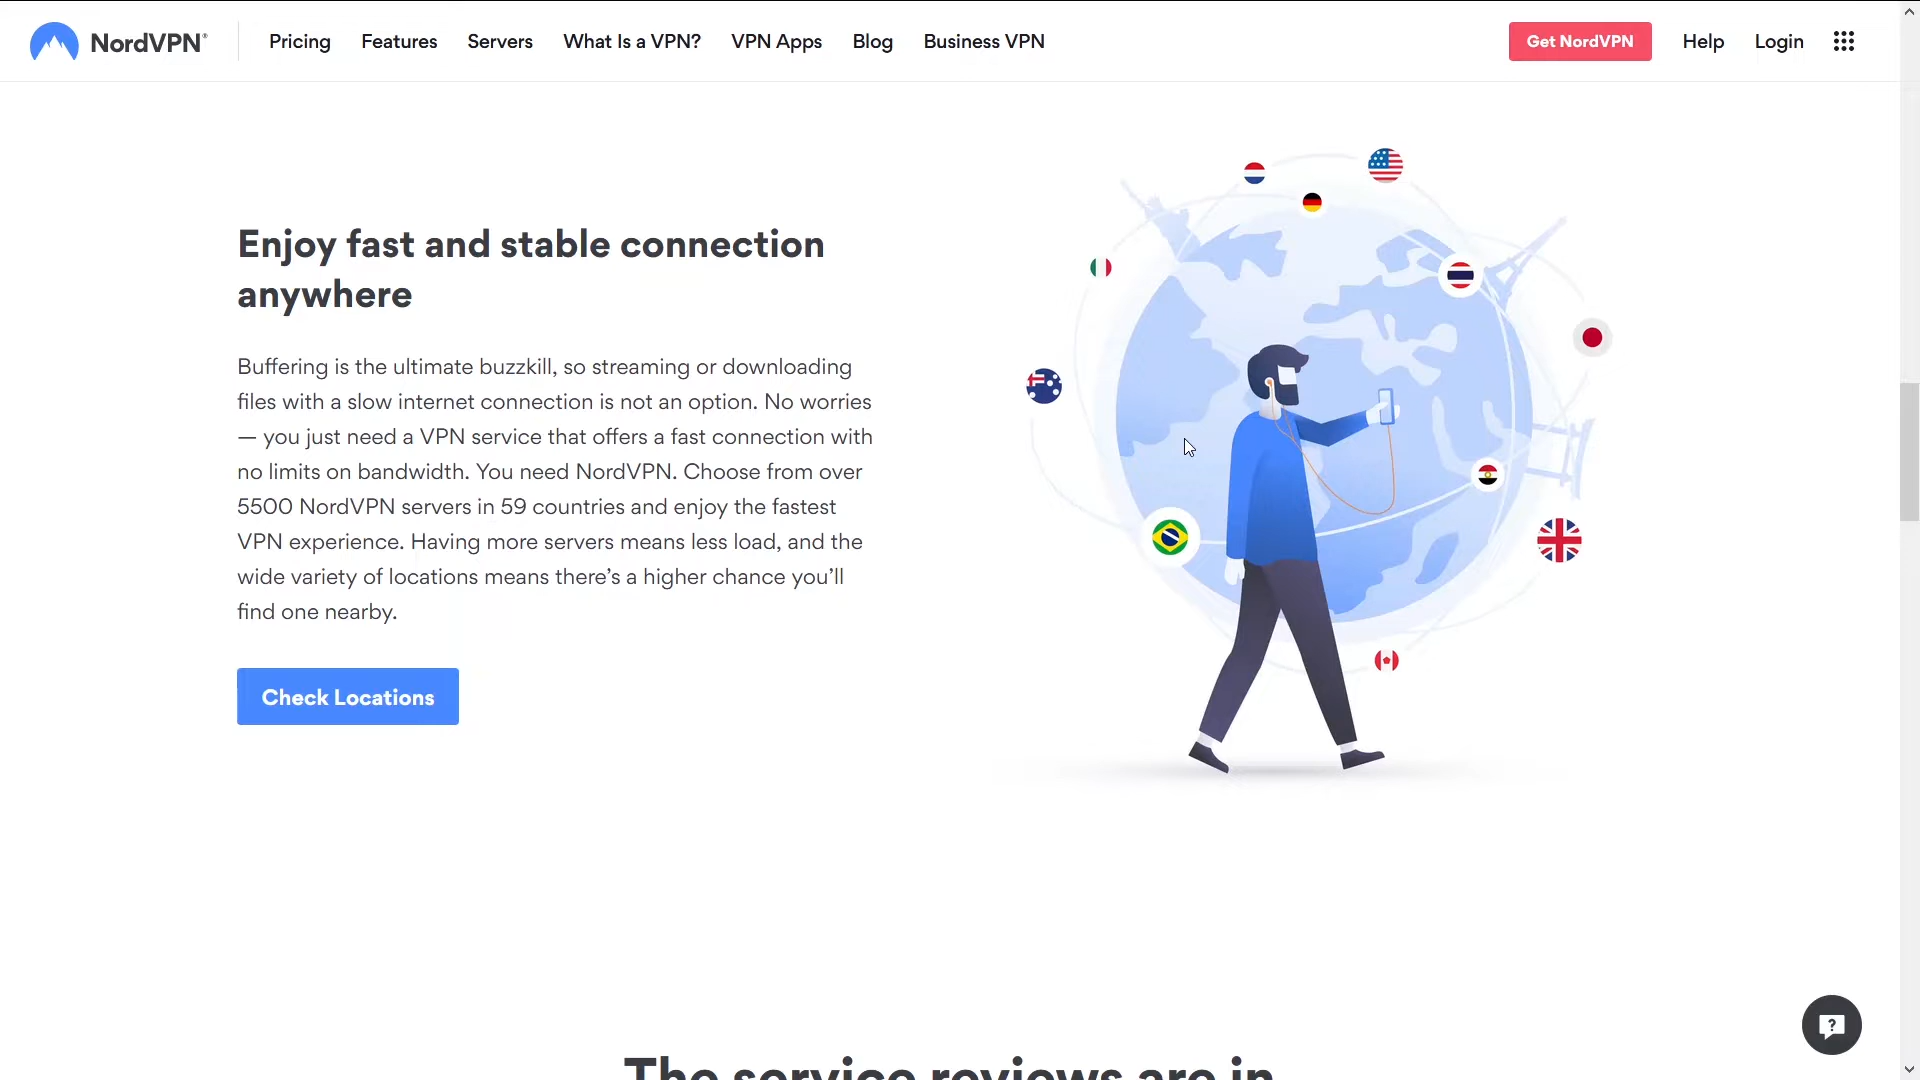 NordVPN®
Pricing
Features
Servers
What Is a VPN?
VPN Apps
Blog
Business VPN
Get NordVPN
Help
Login
Enjoy fast and stable connection
anywhere
Buffering is the ultimate buzzkill, so streaming or downloading
files with a slow internet connection is not an option. No worries
— you just need a VPN service that offers a fast connection with
no limits on bandwidth. You need NordVPN. Choose from over
5500 NordVPN servers in 59 countries and enjoy the fastest
VPN experience. Having more servers means less load, and the
wide variety of locations means there’s a higher chance you’ll
find one nearby.
Check Locations
?
The service reviews are in